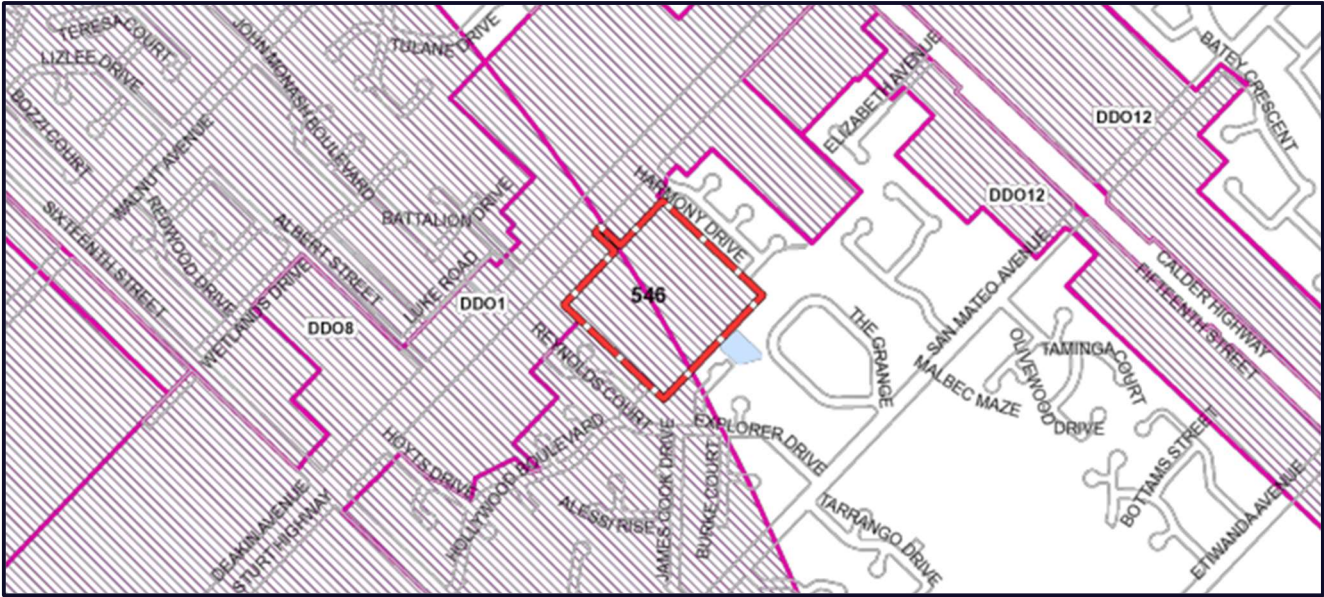 TERESA COURT
LIZLEE DRIVE
BOZZI COURT
JOHN MONASH BOULEVARD
TULANE DRIVE
WALNUT AVENUE
REDWOOD DRIVE
SIXTEENTH STREET
ALBERT STREET
BATTALION DRIVE
LUKE ROAD
WETLANDS DRIVE
DDO8
DDO1
HARMONY DRIVE
546
REYNOLDS COURT
ELIZABETH AVENUE
BATEY CRESCENT
DDO12
DDO12
SAN MATEO AVENUE
CALDER HIGHWAY
FIFTEENTH STREET
THE GRANGE
MALBEC MAZE
OLIVEWOOD DRIVE
TAMINGA COURT
BOTTAMS STREET
ETIWANDA AVENUE
HOYTS DRIVE
HOLLYWOOD BOULEVARD
DEAKIN AVENUE
STURT HIGHWAY
ALESSI RISE
JAMES COOK DRIVE
BURKE COURT
EXPLORER DRIVE
TARRANGO DRIVE